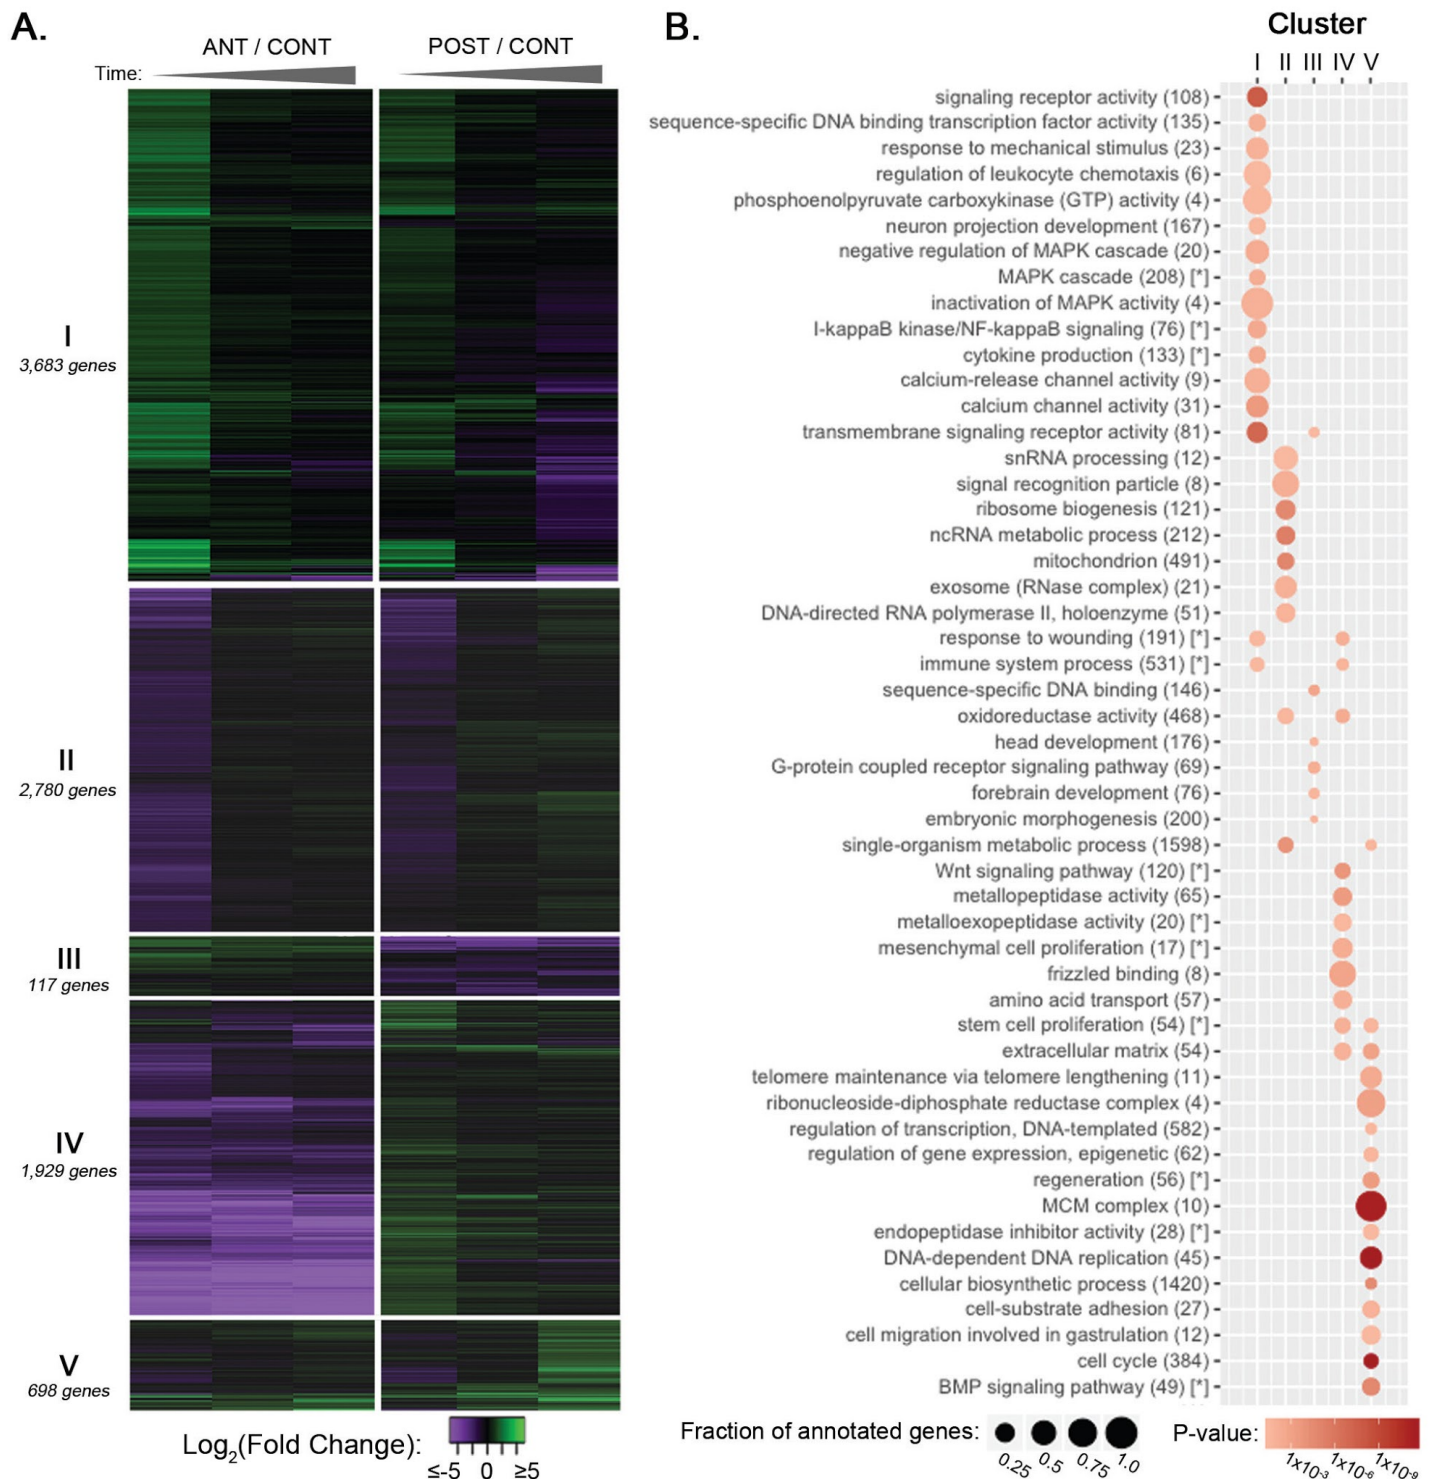 A.
ANT / CONT
POST / CONT
Time:
I
3,683 genes
II
2,780 genes
III
117 genes
IV
1,929 genes
V
698 genes
Log2(Fold Change):
≤-5 0 ≥5
B.
Cluster
I II III IV V
signaling receptor activity (108)
sequence-specific DNA binding transcription factor activity (135)
response to mechanical stimulus (23)
regulation of leukocyte chemotaxis (6)
phosphoenolpyruvate carboxykinase (GTP) activity (4)
neuron projection development (167)
negative regulation of MAPK cascade (20)
MAPK cascade (208) [*]
inactivation of MAPK activity (4)
I-kappaB kinase/NF-kappaB signaling (76) [*]
cytokine production (133) [*]
calcium-release channel activity (9)
calcium channel activity (31)
transmembrane signaling receptor activity (81)
snRNA processing (12)
signal recognition particle (8)
ribosome biogenesis (121)
ncRNA metabolic process (212)
mitochondrion (491)
exosome (RNase complex) (21)
DNA-directed RNA polymerase II, holoenzyme (51)
response to wounding (191) [*]
immune system process (531) [*]
sequence-specific DNA binding (146)
oxidoreductase activity (468)
head development (176)
G-protein coupled receptor signaling pathway (69)
forebrain development (76)
embryonic morphogenesis (200)
single-organism metabolic process (1598)
Wnt signaling pathway (120) [*]
metallopeptidase activity (65)
metalloexopeptidase activity (20) [*]
mesenchymal cell proliferation (17) [*]
frizzled binding (8)
amino acid transport (57)
stem cell proliferation (54) [*]
extracellular matrix (54)
telomere maintenance via telomere lengthening (11)
ribonucleoside-diphosphate reductase complex (4)
regulation of transcription, DNA-templated (582)
regulation of gene expression, epigenetic (62)
regeneration (56) [*]
MCM complex (10)
endopeptidase inhibitor activity (28) [*]
DNA-dependent DNA replication (45)
cellular biosynthetic process (1420)
cell-substrate adhesion (27)
cell migration involved in gastrulation (12)
cell cycle (384)
BMP signaling pathway (49) [*]
Fraction of annotated genes:
0.25 0.5 0.75 1.0
P-value:
1x10-3 1x10-6 1x10-9